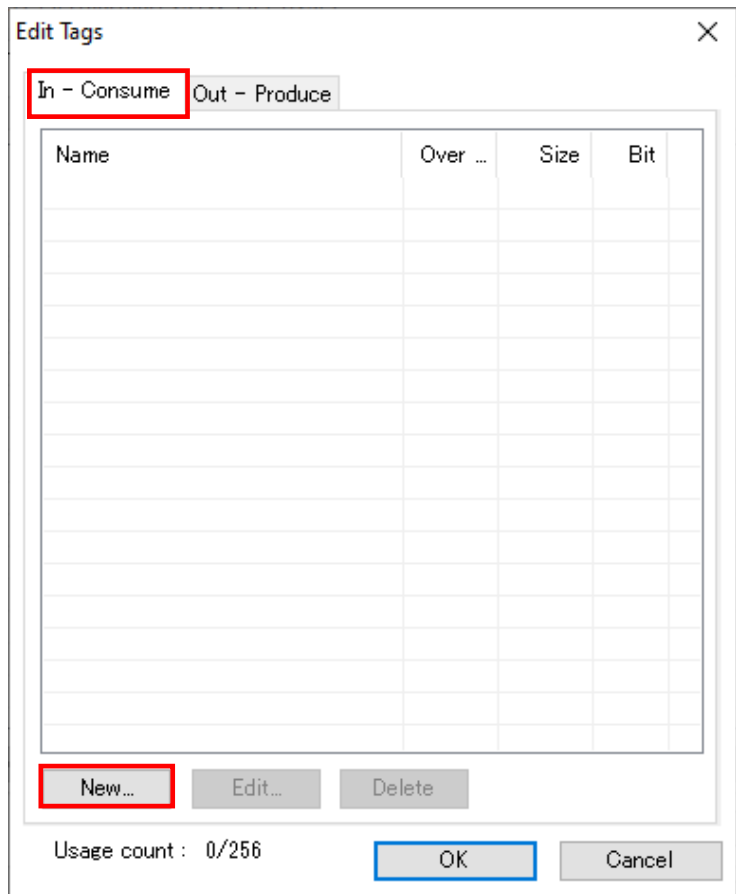 Edit Tags
In - Consume Out - Produce
Name Over ... Size Bit
New... Edit... Delete
Usage count : 0/256 OK Cancel